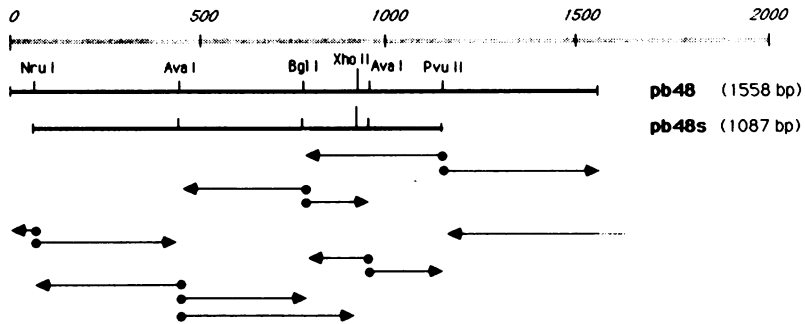 0 500 1000 1500 2000
Nru I Ava I Bgl I Xho II Ava I Pvu II
pb48 (1558 bp)
pb48s (1087 bp)